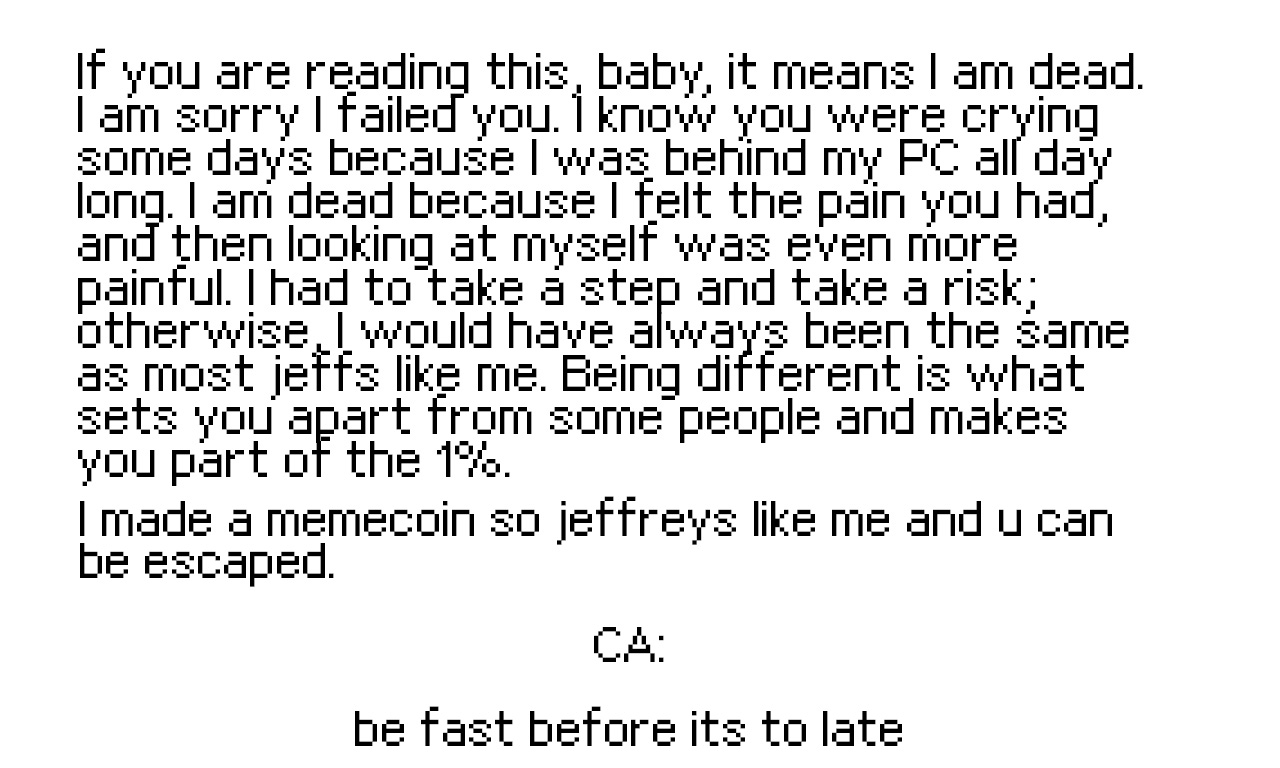 If you are reading this, baby, it means I am dead.
I am sorry I failed you. I know you were crying
some days because I was behind my PC all day
long. I am dead because I felt the pain you had,
and then looking at myself was even more
painful. I had to take a step and take a risk;
otherwise, I would have always been the same
as most jeffs like me. Being different is what
sets you apart from some people and makes
you part of the 1%.
I made a memecoin so jeffreys like me and u can
be escaped.
CA:
be fast before its to late